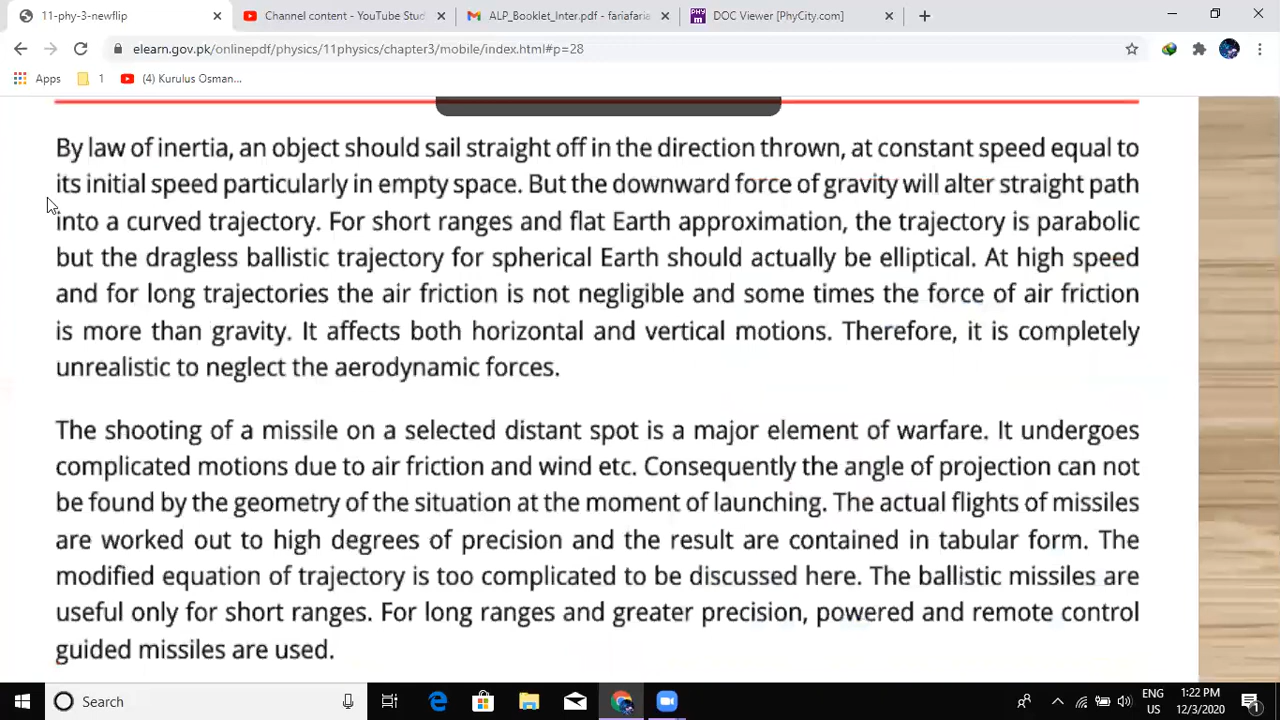 11-phy-3-newflip
Channel content - YouTube Stud
ALP_Booklet_Inter.pdf - fariafaria
DOC Viewer [PhyCity.com]
elearn.gov.pk/onlinepdf/physics/11physics/chapter3/mobile/index.html#p=28
Apps
1
(4) Kurulus Osman...
By law of inertia, an object should sail straight off in the direction thrown, at constant speed equal to
its initial speed particularly in empty space. But the downward force of gravity will alter straight path
into a curved trajectory. For short ranges and flat Earth approximation, the trajectory is parabolic
but the dragless ballistic trajectory for spherical Earth should actually be elliptical. At high speed
and for long trajectories the air friction is not negligible and some times the force of air friction
is more than gravity. It affects both horizontal and vertical motions. Therefore, it is completely
unrealistic to neglect the aerodynamic forces.
The shooting of a missile on a selected distant spot is a major element of warfare. It undergoes
complicated motions due to air friction and wind etc. Consequently the angle of projection can not
be found by the geometry of the situation at the moment of launching. The actual flights of missiles
are worked out to high degrees of precision and the result are contained in tabular form. The
modified equation of trajectory is too complicated to be discussed here. The ballistic missiles are
useful only for short ranges. For long ranges and greater precision, powered and remote control
guided missiles are used.
Search
ENG
US
1:22 PM
12/3/2020
1